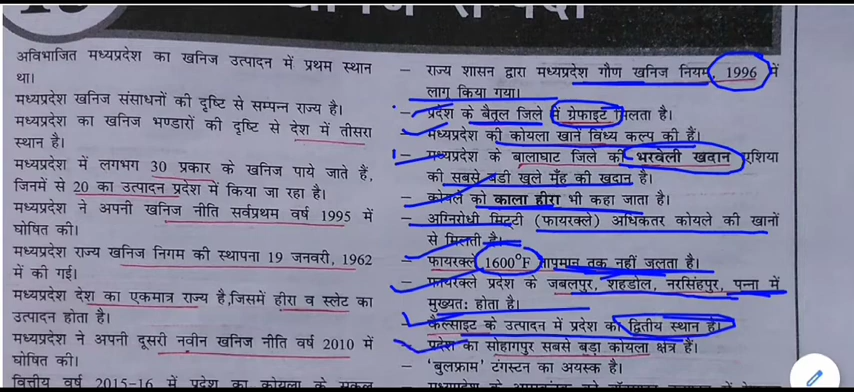 खनिज सम्पदा
अविभाजित मध्यप्रदेश का खनिज उत्पादन में प्रथम स्थान
था।
मध्यप्रदेश खनिज संसाधनों की दृष्टि से सम्पन्न राज्य है।
मध्यप्रदेश का खनिज भण्डारों की दृष्टि से देश में तीसरा
स्थान है।
मध्यप्रदेश में लगभग 30 प्रकार के खनिज पाये जाते हैं,
जिनमें से 20 का उत्पादन प्रदेश में किया जा रहा है।
मध्यप्रदेश ने अपनी खनिज नीति सर्वप्रथम वर्ष 1995 में
घोषित की।
मध्यप्रदेश राज्य खनिज निगम की स्थापना 19 जनवरी, 1962
में की गई।
मध्यप्रदेश देश का एकमात्र राज्य है,जिसमें हीरा व स्लेट का
उत्पादन होता है।
मध्यप्रदेश ने अपनी दूसरी नवीन खनिज नीति वर्ष 2010 में
घोषित की।
वित्तीय वर्ष 2015-16 में प्रदेश का कोयला के सकल
– राज्य शासन द्वारा मध्यप्रदेश गौण खनिज नियम, 1996 में
लागू किया गया।
– प्रदेश के बैतूल जिले में ग्रेफाइट मिलता है।
मध्यप्रदेश की कोयला खाने विंध्य कल्प की हैं।
– मध्यप्रदेश के बालाघाट जिले की भरवेली खदान एशिया
की सबसे बड़ी खुले मुँह की खदान है।
– कोयले को काला हीरा भी कहा जाता है।
– अग्निरोधी मिट्टी (फायरक्ले) अधिकतर कोयले की खानों
से मिलती है।
– फायरक्ले 1600°F तापमान तक नहीं जलता है।
फायरक्ले प्रदेश के जबलपुर, शहडोल, नरसिंहपुर, पन्ना में
मुख्यत: होता है।
कैल्साइट के उत्पादन में प्रदेश का द्वितीय स्थान है।
प्रदेश का सोहागपुर सबसे बड़ा कोयला क्षेत्र हैं।
– 'बुलफ्राम' टंगस्टन का अयस्क है।